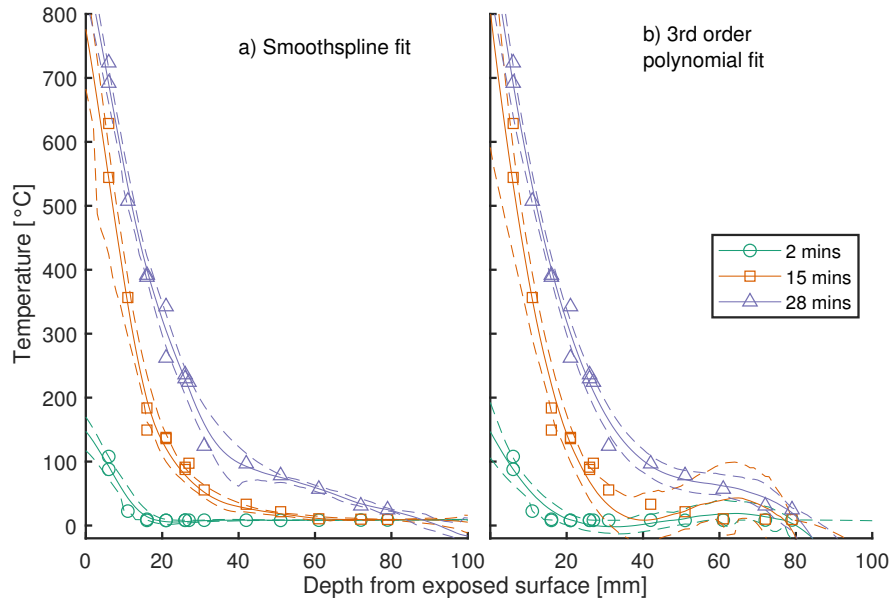 a) Smoothspline fit
b) 3rd order
polynomial fit
Temperature [°C]
800
700
600
500
400
300
200
100
0
2 mins
15 mins
28 mins
0 20 40 60 80 100
20 40 60 80 100
Depth from exposed surface [mm]